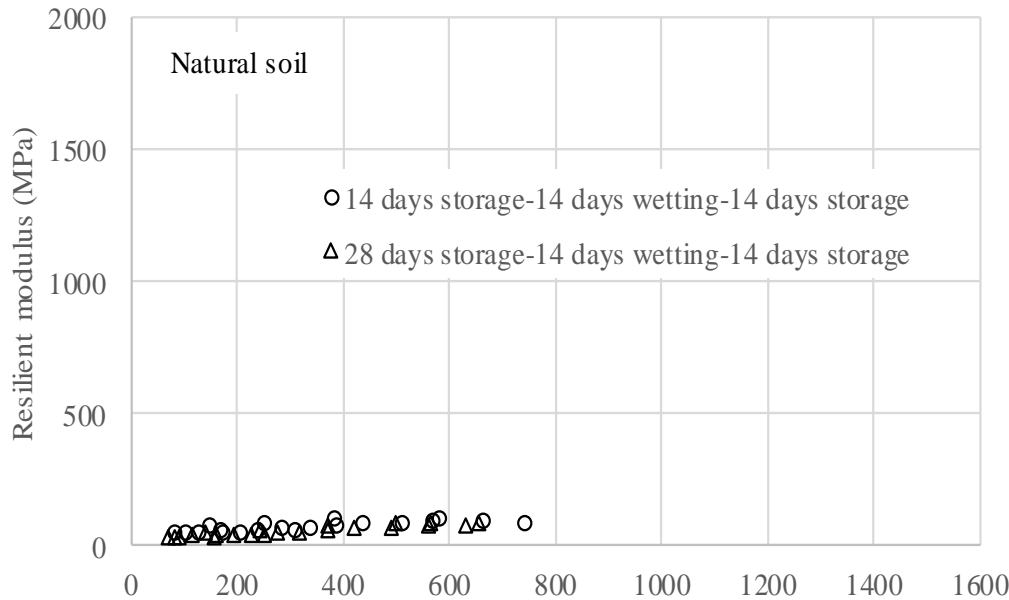 2000
Natural soil
1500
14 days storage-14 days wetting-14 days storage
28 days storage-14 days wetting-14 days storage
1000
500
0
Resilient modulus (MPa)
0 200 400 600 800 1000 1200 1400 1600